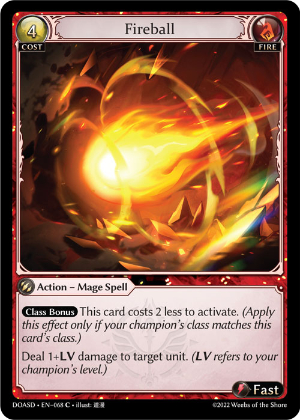 4
Fireball
COST
FIRE
Action – Mage Spell
Class Bonus This card costs 2 less to activate. (Apply
this effect only if your champion's class matches this
card's class.)
Deal 1+LV damage to target unit. (LV refers to your
champion's level.)
Fast
DOASD • EN-068 C • illust:
©2022 Weebs of the Shore